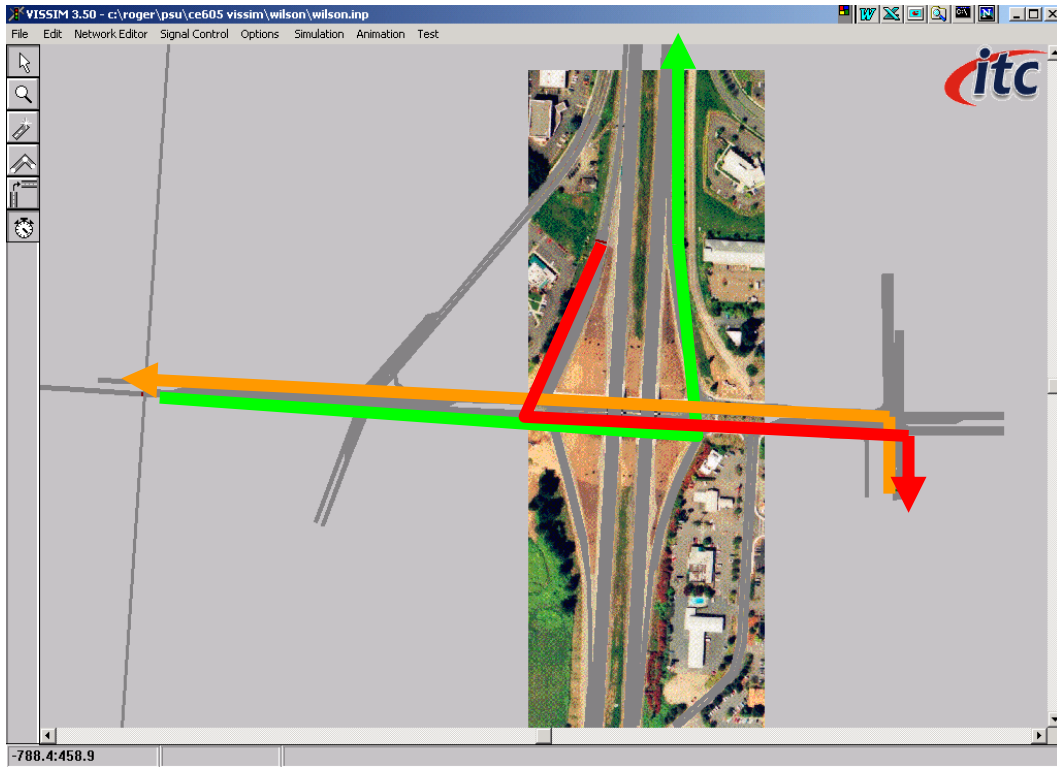 VISSIM 3.50 - c:\roger\psu\ce605 vissim\wilson\wilson.inp
File Edit Network Editor Signal Control Options Simulation Animation Test
itc
-788.4:458.9